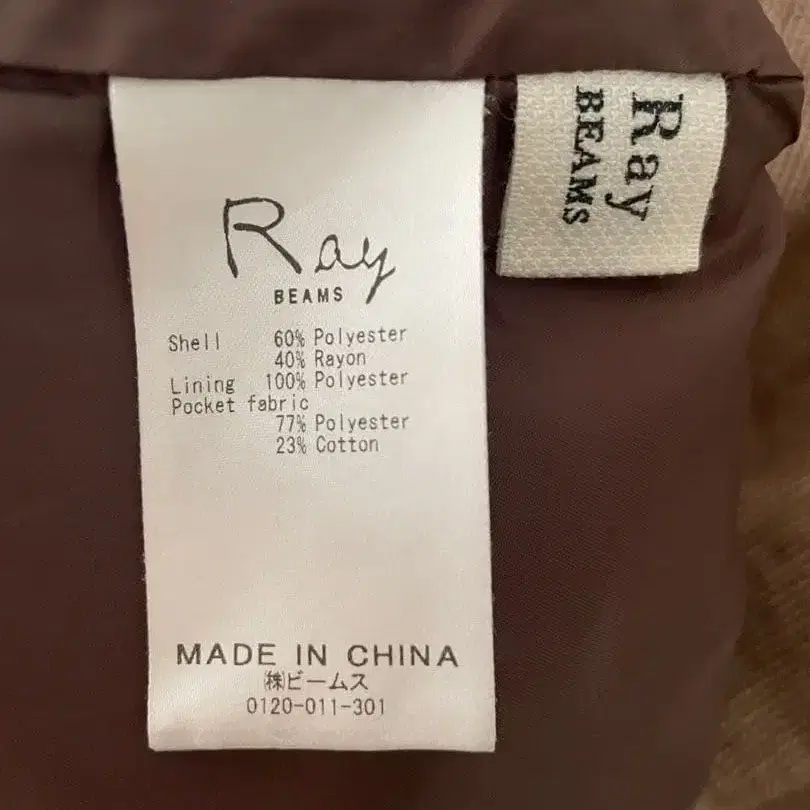 Ray
BEAMS
Shell 60% Polyester
40% Rayon
Lining 100% Polyester
Pocket fabric
77% Polyester
23% Cotton
MADE IN CHINA
㈱ビームス
0120-011-301
Ray
BEAMS